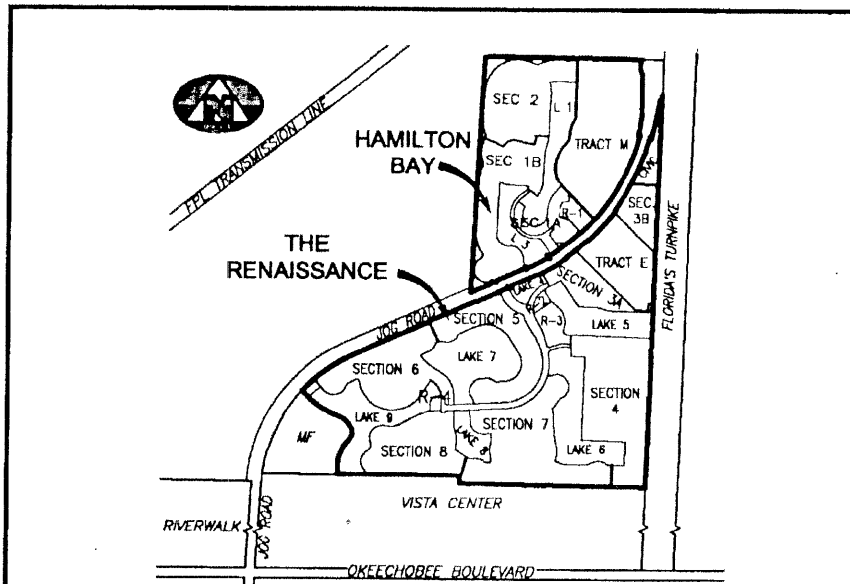 SEC 2
L 1
TRACT M
FPL TRANSMISSION LINE
HAMILTON
BAY
SEC 1B
CIVIC
R-1
SEC 1A
SEC
3B
THE
RENAISSANCE
TRACT E
FLORIDA'S TURNPIKE
SECTION 3A
JOG ROAD
SECTION 5
R-3
LAKE 5
LAKE 7
SECTION 6
R-4
SECTION
4
LAKE 9
MF
SECTION 8
LAKE 8
SECTION 7
LAKE 6
VISTA CENTER
RIVERWALK
JOG ROAD
OKEECHOBEE BOULEVARD